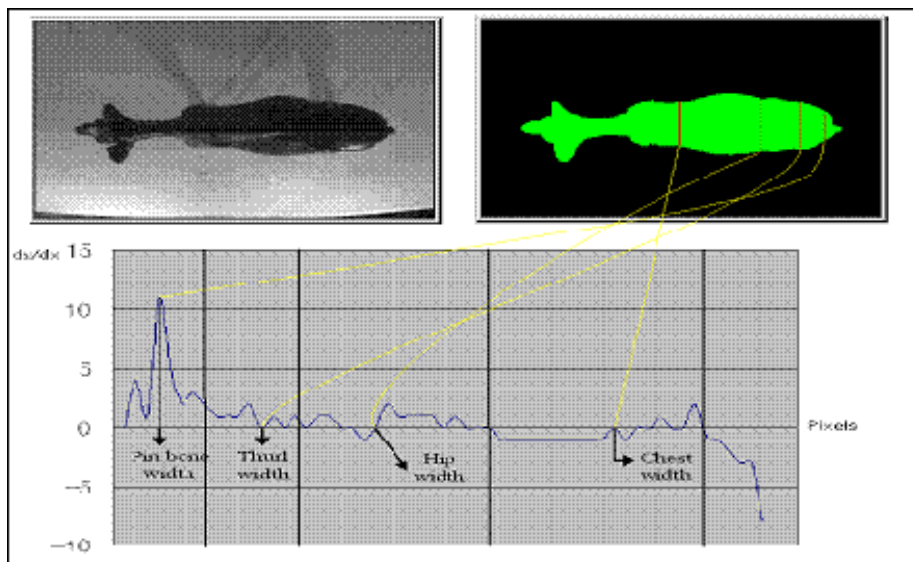 ds/dx
15
10
5
0
-5
-10
Pixels
Pin bone
width
Thurl
width
Hip
width
Chest
width